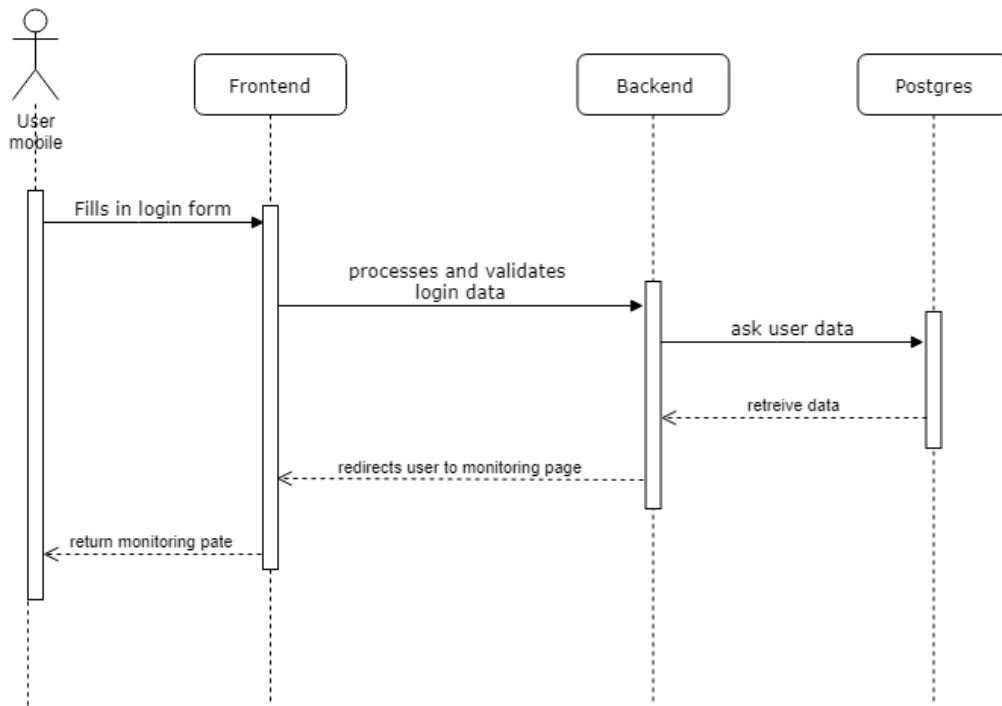 Frontend
Backend
Postgres
User
mobile
Fills in login form
processes and validates
login data
ask user data
retreive data
redirects user to monitoring page
return monitoring pate